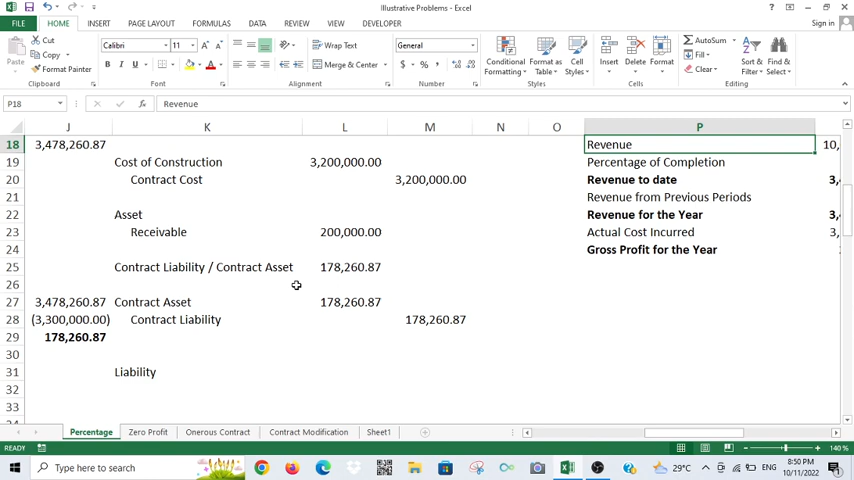 Illustrative Problems - Excel
FILE HOME INSERT PAGE LAYOUT FORMULAS DATA REVIEW VIEW DEVELOPER Sign in
Cut
Copy
Format Painter
Paste
Clipboard
Calibri 11
B I U
Font
Wrap Text
Merge & Center
Alignment
General
$ % ,
Number
Conditional Formatting
Format as Table
Cell Styles
Styles
Insert Delete Format
Cells
AutoSum
Fill
Clear
Sort & Filter
Find & Select
Editing
P18 fx Revenue
J K L M N O P
18 3,478,260.87 Revenue 10,
19 Cost of Construction 3,200,000.00 Percentage of Completion
20 Contract Cost 3,200,000.00 Revenue to date 3,
21 Revenue from Previous Periods
22 Asset Revenue for the Year 3,
23 Receivable 200,000.00 Actual Cost Incurred 3,
24 Gross Profit for the Year
25 Contract Liability / Contract Asset 178,260.87
26
27 3,478,260.87 Contract Asset 178,260.87
28 (3,300,000.00) Contract Liability 178,260.87
29 178,260.87
30
31 Liability
32
33
Percentage Zero Profit Onerous Contract Contract Modification Sheet1
READY 140 %
Type here to search 29°C ENG 8:50 PM
10/11/2022